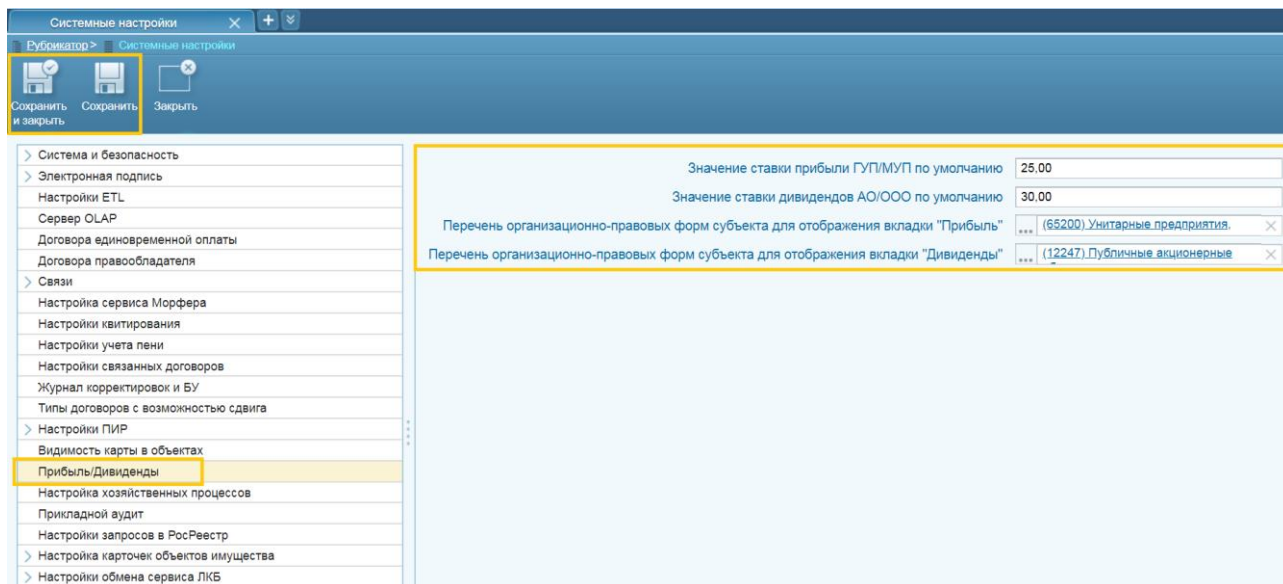 Системные настройки
Рубрикатор > Системные настройки
Сохранить и закрыть
Сохранить
Закрыть
Система и безопасность
Электронная подпись
Настройки ETL
Сервер OLAP
Договора единовременной оплаты
Договора правообладателя
Связи
Настройка сервиса Морфера
Настройки квитирования
Настройки учета пени
Настройки связанных договоров
Журнал корректировок и БУ
Типы договоров с возможностью сдвига
Настройки ПИР
Видимость карты в объектах
Прибыль/Дивиденды
Настройка хозяйственных процессов
Прикладной аудит
Настройки запросов в РосРеестр
Настройка карточек объектов имущества
Настройки обмена сервиса ЛКБ
Значение ставки прибыли ГУП/МУП по умолчанию 25,00
Значение ставки дивидендов АО/ООО по умолчанию 30,00
Перечень организационно-правовых форм субъекта для отображения вкладки "Прибыль" ... (65200) Унитарные предприятия,
Перечень организационно-правовых форм субъекта для отображения вкладки "Дивиденды" ... (12247) Публичные акционерные